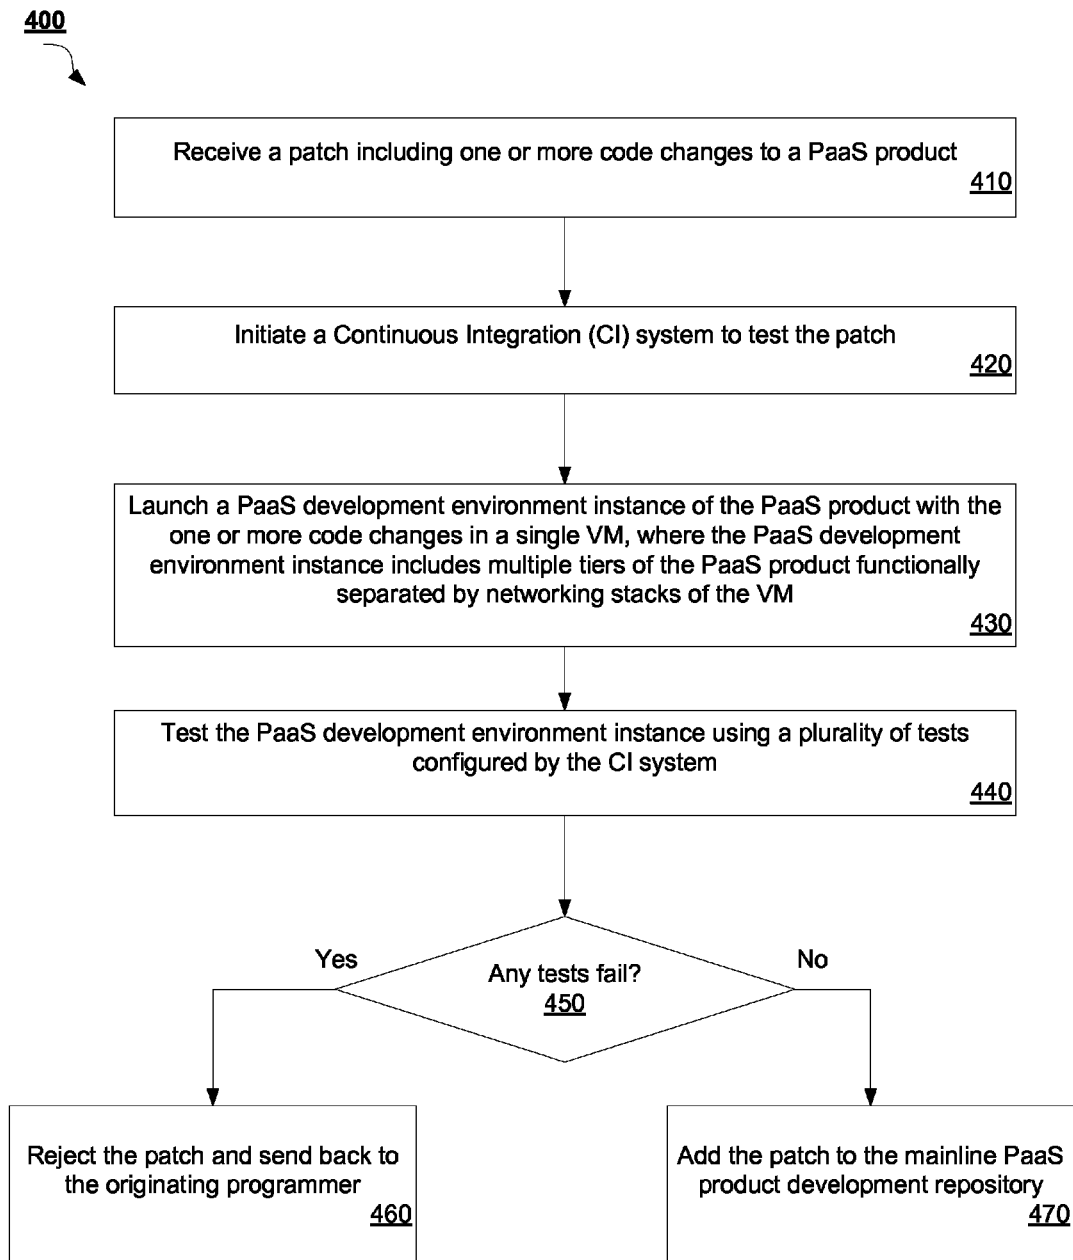 400
Receive a patch including one or more code changes to a PaaS product
410
Initiate a Continuous Integration (CI) system to test the patch
420
Launch a PaaS development environment instance of the PaaS product with the
one or more code changes in a single VM, where the PaaS development
environment instance includes multiple tiers of the PaaS product functionally
separated by networking stacks of the VM
430
Test the PaaS development environment instance using a plurality of tests
configured by the CI system
440
Any tests fail?
450
Yes
No
Reject the patch and send back to
the originating programmer
460
Add the patch to the mainline PaaS
product development repository
470